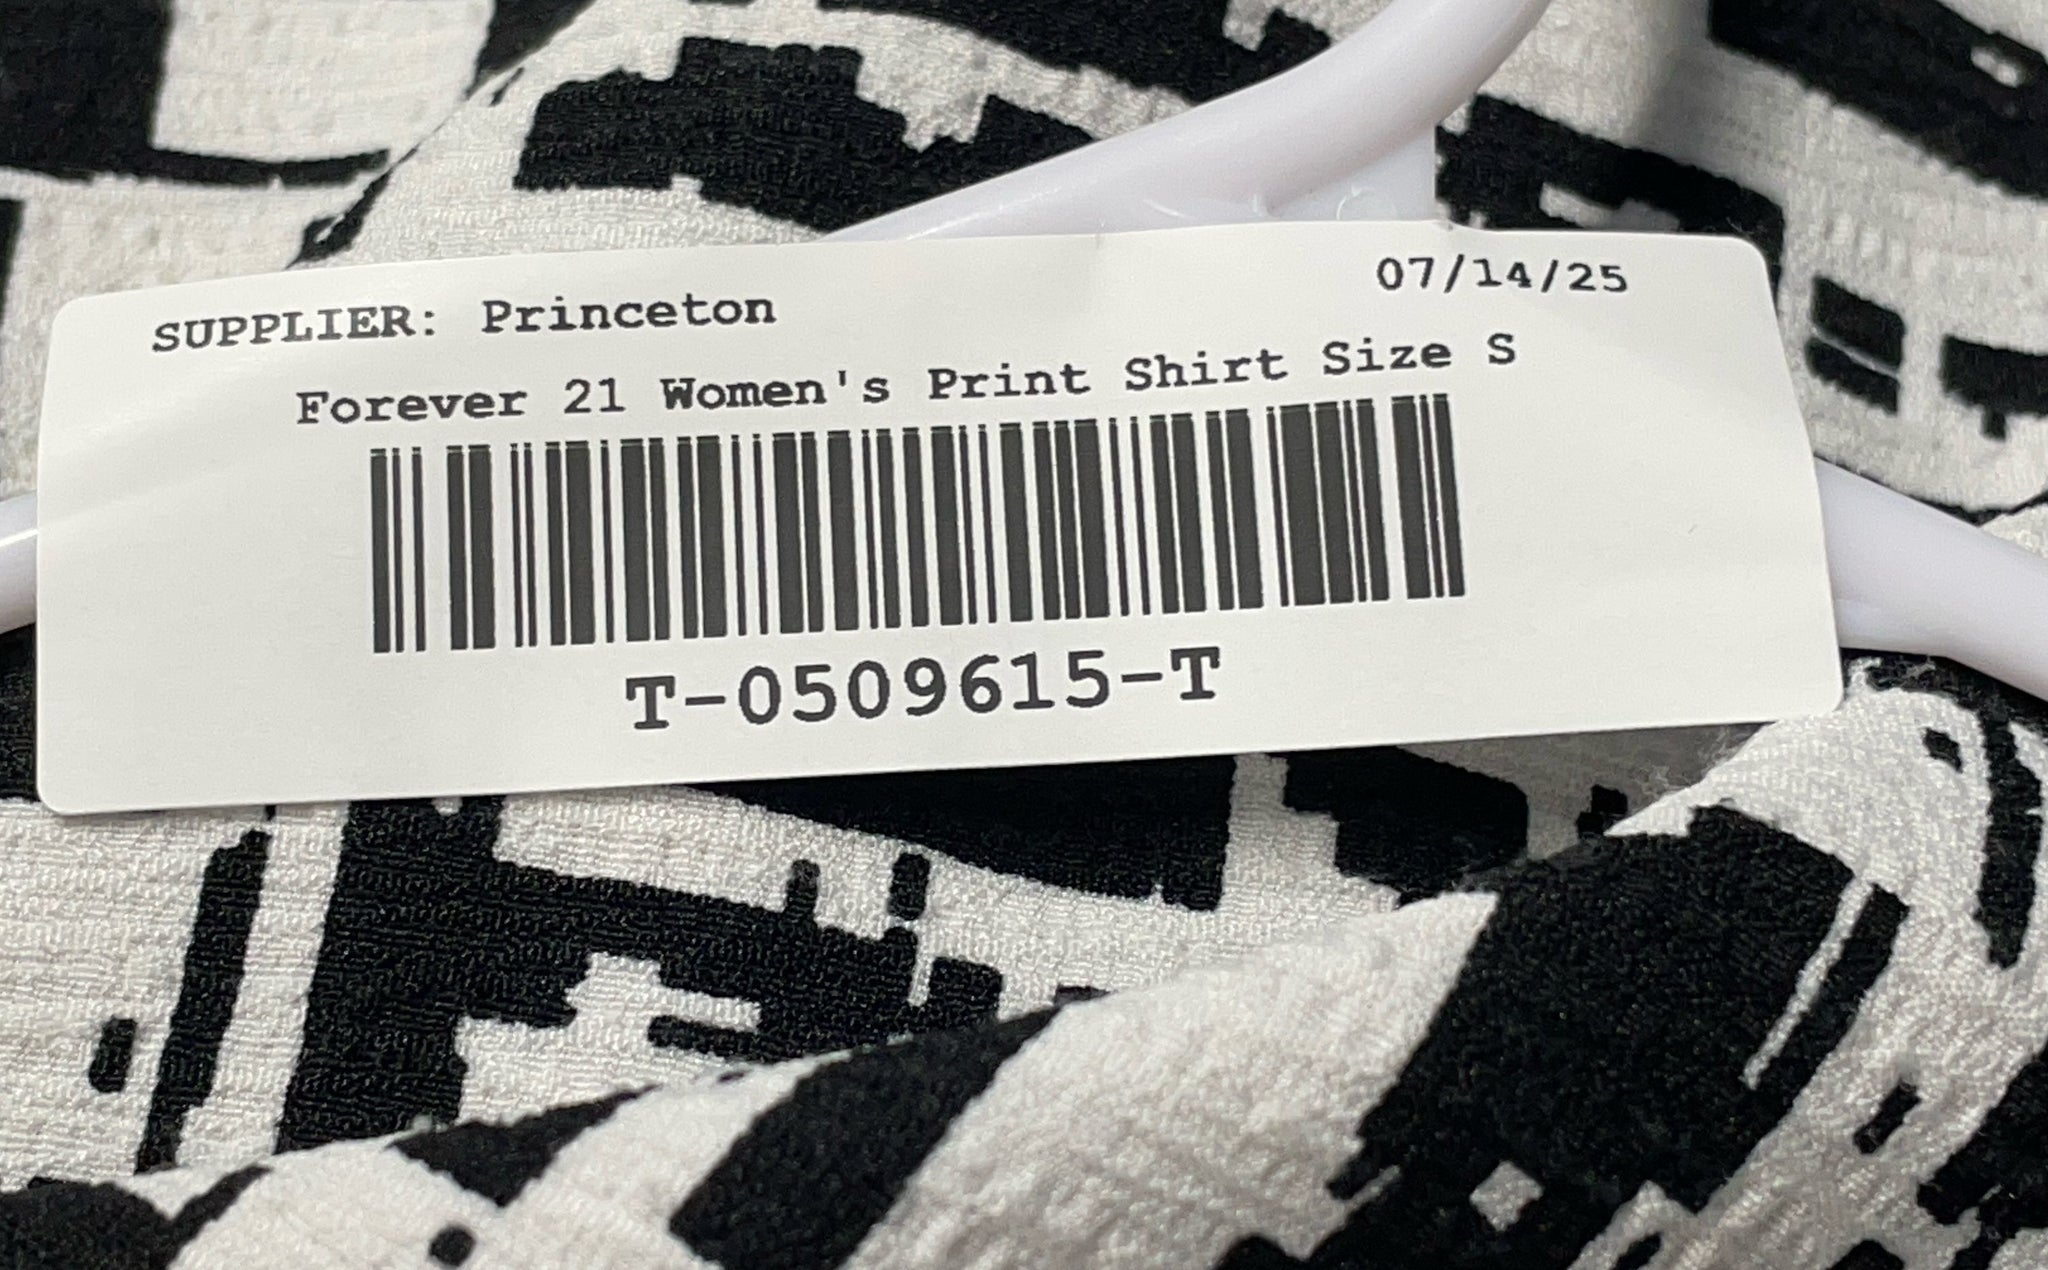 SUPPLIER: Princeton 07/14/25
Forever 21 Women's Print Shirt Size S
T-0509615-T